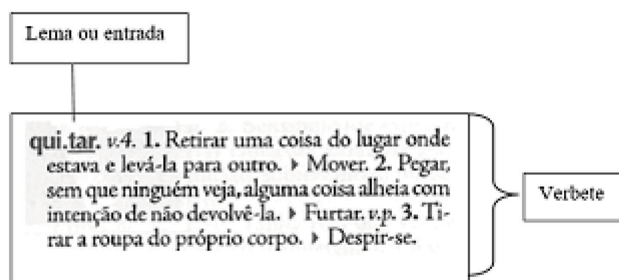 Lema ou entrada
qui.tar. v.4. 1. Retirar uma coisa do lugar onde
estava e levá-la para outro. ▸ Mover. 2. Pegar,
sem que ninguém veja, alguma coisa alheia com
intenção de não devolvê-la. ▸ Furtar. v.p. 3. Ti-
rar a roupa do próprio corpo. ▸ Despir-se.
Verbete